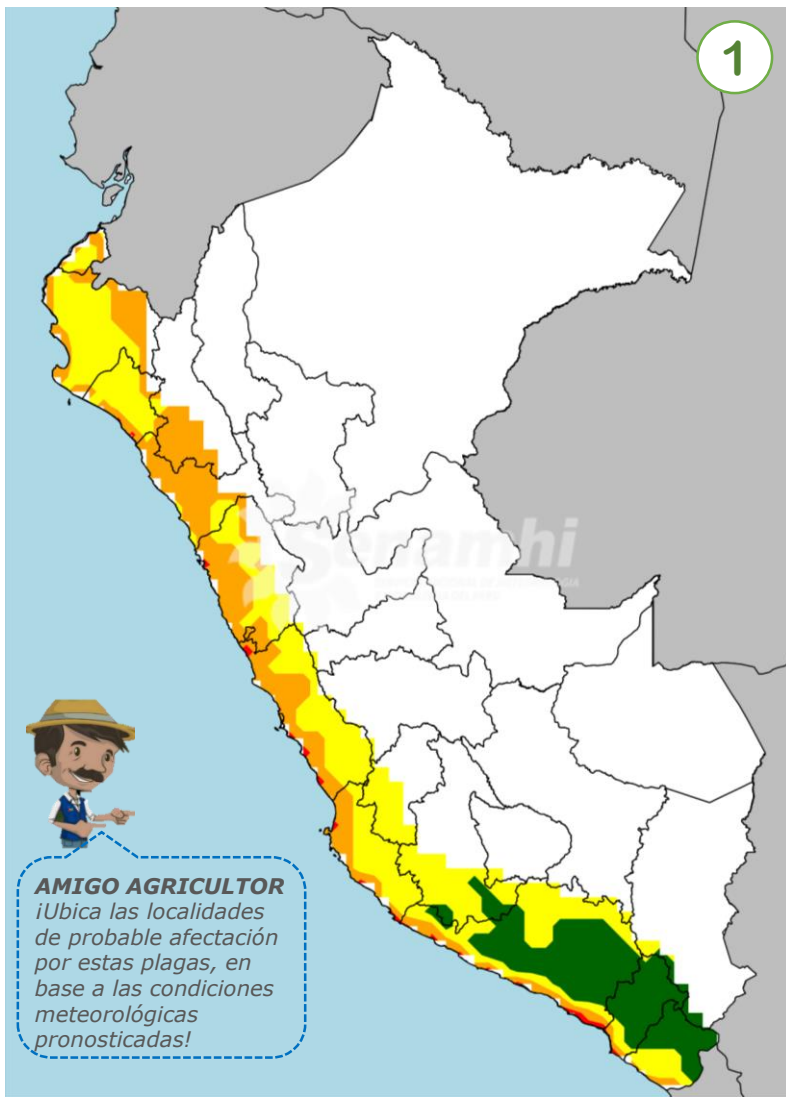 1
Senamhi
AMIGO AGRICULTOR
¡Ubica las localidades
de probable afectación
por estas plagas, en
base a las condiciones
meteorológicas
pronosticadas!